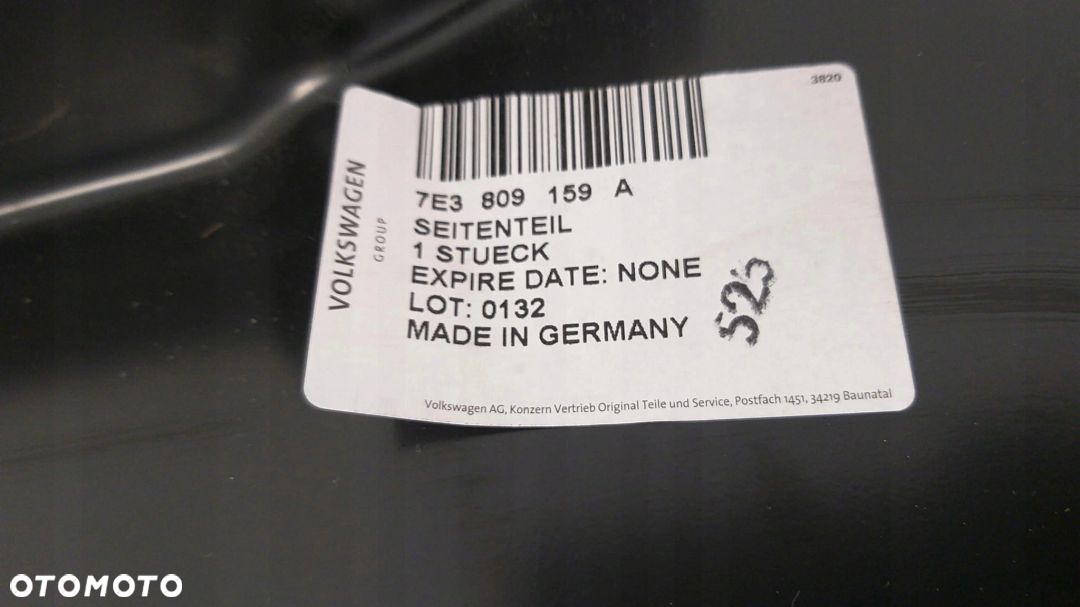 3820
VOLKSWAGEN
GROUP
7E3 809 159 A
SEITENTEIL
1 STUECK
EXPIRE DATE: NONE
LOT: 0132
MADE IN GERMANY
525
Volkswagen AG, Konzern Vertrieb Original Teile und Service, Postfach 1451, 34219 Baunatal
OTOMOTO